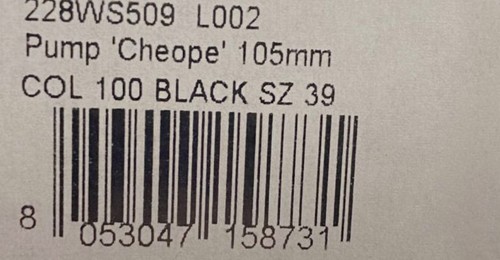 228WS509 L002
Pump 'Cheope' 105mm
COL 100 BLACK SZ 39
8 053047 158731